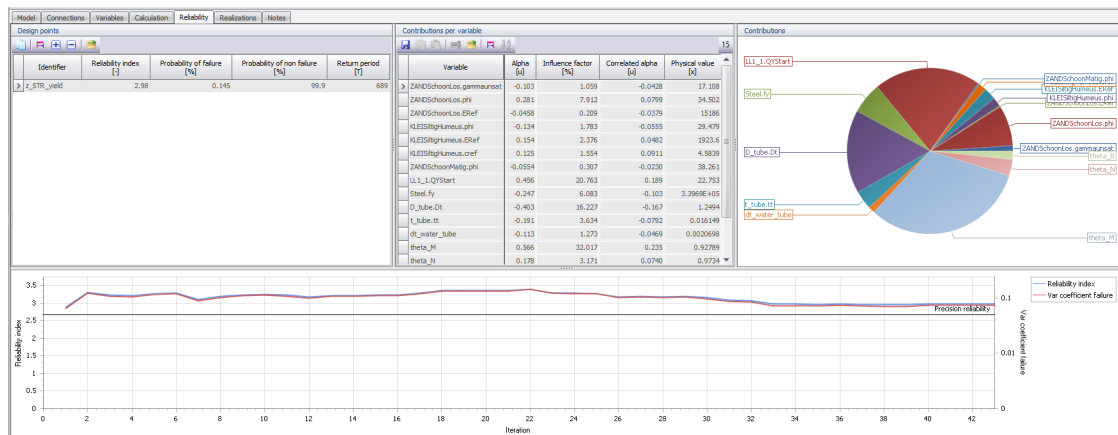 Model Connections Variables Calculation Reliability Realizations Notes
Design points
Identifier Reliability index [-] Probability of failure [%] Probability of non failure [%] Return period [T]
z_STR_yield 2.98 0.145 99.9 689
Contributions per variable
15
Variable Alpha [u] Influence factor [%] Correlated alpha [u] Physical value [x]
ZANDSchoonLos.gammaunsat -0.103 1.059 -0.0428 17.108
ZANDSchoonLos.phi 0.281 7.912 0.0799 34.502
ZANDSchoonLos.ERef -0.0458 0.209 -0.0379 15186
KLEISiltigHumeus.phi -0.134 1.783 -0.0555 29.479
KLEISiltigHumeus.ERef 0.154 2.376 0.0482 1923.6
KLEISiltigHumeus.cref 0.125 1.554 0.0911 4.5839
ZANDSchoonMatig.phi -0.0554 0.307 -0.0230 38.261
LL1_1.QYStart 0.456 20.763 0.189 22.753
Steel.fy -0.247 6.083 -0.103 3.3969E+05
D_tube.Dt -0.403 16.227 -0.167 1.2494
t_tube.tt -0.191 3.634 -0.0792 0.016149
dt_water_tube -0.113 1.273 -0.0469 0.0020698
theta_M 0.566 32.017 0.235 0.92789
theta_N 0.178 3.171 0.0740 0.9734
Contributions
LL1_1.QYStart
Steel.fy
D_tube.Dt
t_tube.tt
dt_water_tube
ZANDSchoonMatig.phi
KLEISiltigHumeus.ERef
KLEISiltigHumeus.phi
ZANDSchoonLos.ERef
ZANDSchoonLos.phi
ZANDSchoonLos.gammaunsat
theta_B
theta_N
theta_M
Reliability index
3.5
3
2.5
2
1.5
1
0.5
0
0 2 4 6 8 10 12 14 16 18 20 22 24 26 28 30 32 34 36 38 40 42
Iteration
Precision reliability
0.1
0.01
0
Var coefficient failure
Reliability index
Var coefficient failure